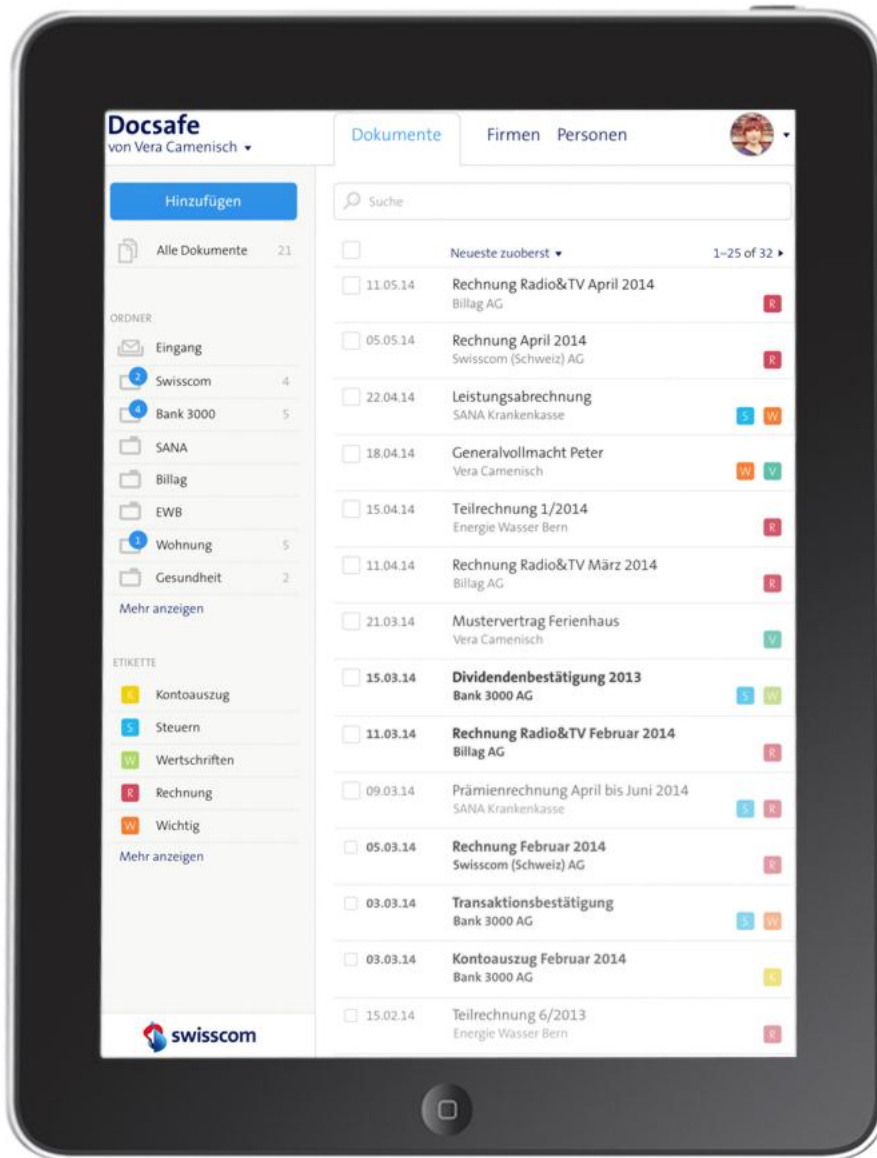 Docsafe
von Vera Camenisch
Dokumente
Firmen
Personen
Hinzufügen
Alle Dokumente 21
ORDNER
Eingang
2 Swisscom 4
4 Bank 3000 5
SANA
Billag
EWB
1 Wohnung 5
Gesundheit 2
Mehr anzeigen
ETIKETTE
K Kontoauszug
S Steuern
W Wertschriften
R Rechnung
W Wichtig
Mehr anzeigen
swisscom
Suche
Neueste zuoberst 1–25 of 32
11.05.14 Rechnung Radio&TV April 2014
Billag AG R
05.05.14 Rechnung April 2014
Swisscom (Schweiz) AG R
22.04.14 Leistungsabrechnung
SANA Krankenkasse S W
18.04.14 Generalvollmacht Peter
Vera Camenisch W V
15.04.14 Teilrechnung 1/2014
Energie Wasser Bern R
11.04.14 Rechnung Radio&TV März 2014
Billag AG R
21.03.14 Mustervertrag Ferienhaus
Vera Camenisch V
15.03.14 Dividendenbestätigung 2013
Bank 3000 AG S W
11.03.14 Rechnung Radio&TV Februar 2014
Billag AG R
09.03.14 Prämienrechnung April bis Juni 2014
SANA Krankenkasse S R
05.03.14 Rechnung Februar 2014
Swisscom (Schweiz) AG R
03.03.14 Transaktionsbestätigung
Bank 3000 AG S W
03.03.14 Kontoauszug Februar 2014
Bank 3000 AG K
15.02.14 Teilrechnung 6/2013
Energie Wasser Bern R